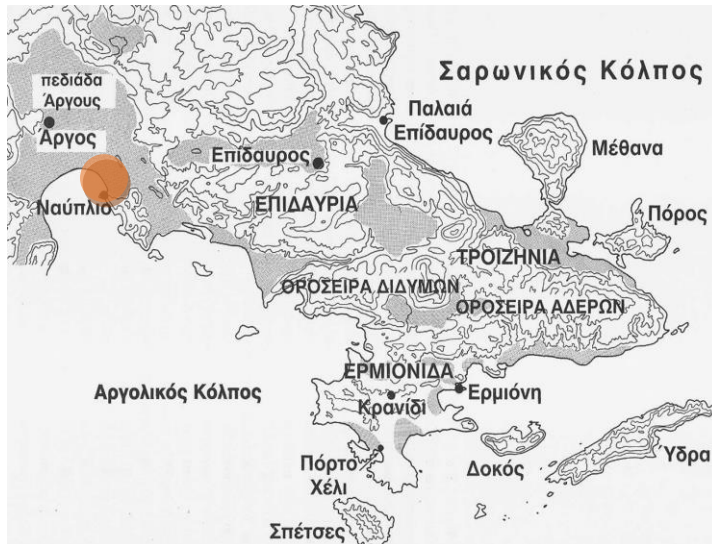 Σαρωνικός Κόλπος
πεδιάδα
Άργους
Άργος
Παλαιά
Επίδαυρος
Μέθανα
Επίδαυρος
Ναύπλιο
ΕΠΙΔΑΥΡΙΑ
Πόρος
ΤΡΟΙΖΗΝΙΑ
ΟΡΟΣΕΙΡΑ ΔΙΔΥΜΩΝ
ΟΡΟΣΕΙΡΑ ΑΔΕΡΩΝ
ΕΡΜΙΟΝΙΔΑ
Αργολικός Κόλπος
Κρανίδι
Ερμιόνη
Πόρτο
Χέλι
Δοκός
Ύδρα
Σπέτσες